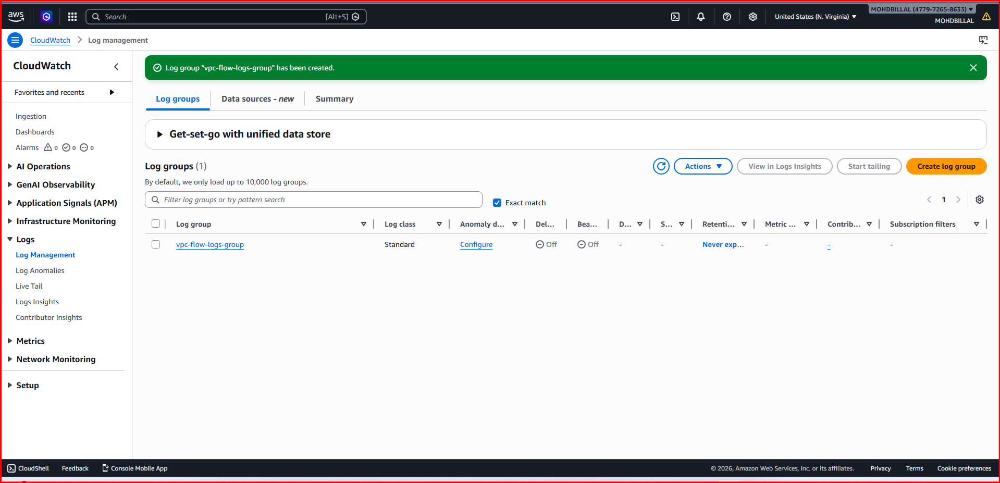 aws
Search [Alt+S]
United States (N. Virginia)
MOHDBILLAL (4779-7265-8633)
MOHDBILLAL
CloudWatch
Log management
CloudWatch
Favorites and recents
Ingestion
Dashboards
Alarms 0 0 0
AI Operations
GenAI Observability
Application Signals (APM)
Infrastructure Monitoring
Logs
Log Management
Log Anomalies
Live Tail
Logs Insights
Contributor Insights
Metrics
Network Monitoring
Setup
Log group "vpc-flow-logs-group" has been created.
Log groups
Data sources - new
Summary
Get-set-go with unified data store
Log groups (1)
Actions
View in Logs Insights
Start tailing
Create log group
By default, we only load up to 10,000 log groups.
Filter log groups or try pattern search
Exact match
1
Log group Log class Anomaly d... Del... Bea... D... S... Retenti... Metric ... Contrib... Subscription filters
vpc-flow-logs-group Standard Configure Off Off - - Never exp... - - -
CloudShell
Feedback
Console Mobile App
© 2026, Amazon Web Services, Inc. or its affiliates.
Privacy
Terms
Cookie preferences